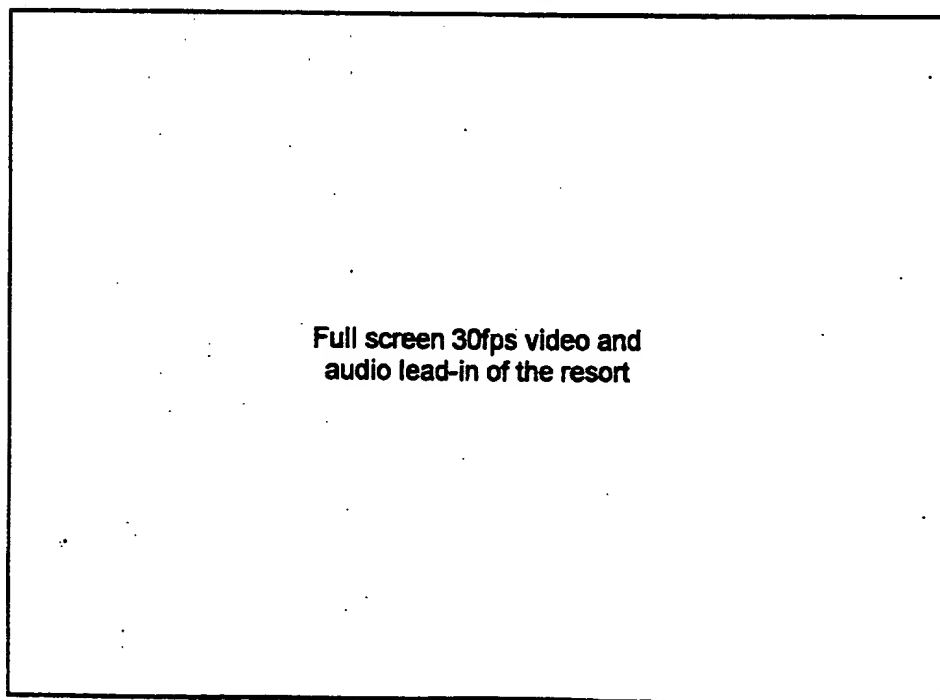 Full screen 30fps video and
audio lead-in of the resort